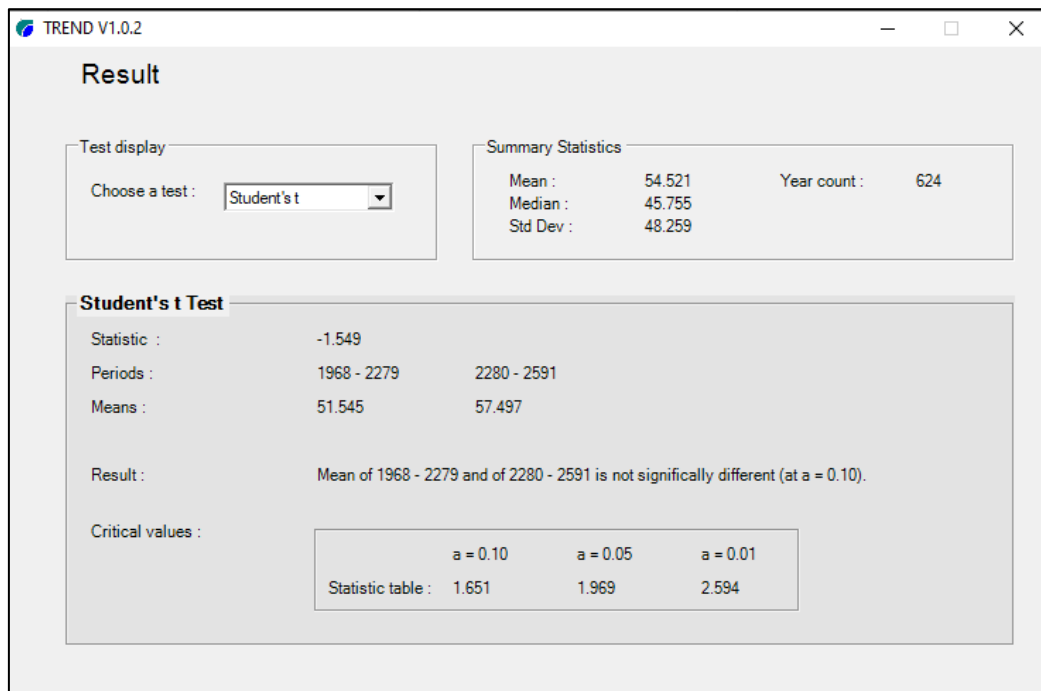 TREND V1.0.2
Result
Test display
Choose a test : Student's t
Summary Statistics
Mean : 54.521 Year count : 624
Median : 45.755
Std Dev : 48.259
Student's t Test
Statistic : -1.549
Periods : 1968 - 2279 2280 - 2591
Means : 51.545 57.497
Result : Mean of 1968 - 2279 and of 2280 - 2591 is not significally different (at a = 0.10).
Critical values :
a = 0.10 a = 0.05 a = 0.01
Statistic table : 1.651 1.969 2.594